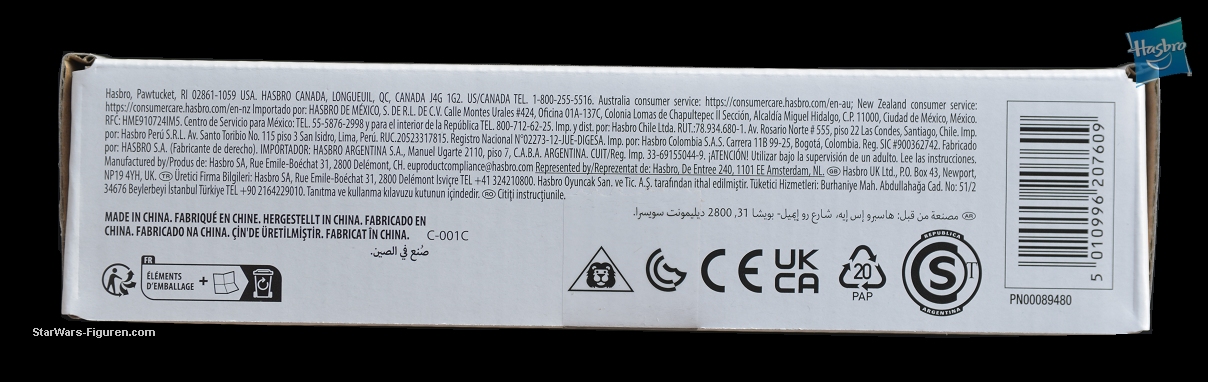 Hasbro
Hasbro, Pawtucket, RI 02861-1059 USA. HASBRO CANADA, LONGUEUIL, QC, CANADA J4G 1G2. US/CANADA TEL. 1-800-255-5516. Australia consumer service: https://consumercare.hasbro.com/en-au; New Zealand consumer service:
https://consumercare.hasbro.com/en-nz Importado por: HASBRO DE MÉXICO, S. DE R.L. DE C.V. Calle Montes Urales #424, Oficina 01A-137C, Colonia Lomas de Chapultepec II Sección, Alcaldía Miguel Hidalgo, C.P. 11000, Ciudad de México, México.
RFC: HME910724IM5. Centro de Servicio para México: TEL. 55-5876-2998 y para el interior de la República TEL. 800-712-62-25. Imp. y dist. por: Hasbro Chile Ltda. RUT.:78.934.680-1. Av. Rosario Norte # 555, piso 22 Las Condes, Santiago, Chile. Imp.
por: Hasbro Perú S.R.L. Av. Santo Toribio No. 115 piso 3 San Isidro, Lima, Perú. RUC.20523317815. Registro Nacional N°02273-12-JUE-DIGESA. Imp. por: Hasbro Colombia S.A.S. Carrera 11B 99-25, Bogotá, Colombia. Reg. SIC #900362742. Fabricado
por: HASBRO S.A. (Fabricante de derecho). IMPORTADOR: HASBRO ARGENTINA S.A., Manuel Ugarte 2110, piso 7, C.A.B.A. ARGENTINA. CUIT/Reg. Imp. 33-69155044-9. ¡ATENCIÓN! Utilizar bajo la supervisión de un adulto. Lee las instrucciones.
Manufactured by/Produs de: Hasbro SA, Rue Emile-Boéchat 31, 2800 Delémont, CH. euproductcompliance@hasbro.com Represented by/Reprezentat de: Hasbro, De Entree 240, 1101 EE Amsterdam, NL. GB Hasbro UK Ltd., P.O. Box 43, Newport,
NP19 4YH, UK. TR Üretici Firma Bilgileri: Hasbro SA, Rue Emile-Boéchat 31, 2800 Delémont İsviçre TEL +41 324210800. Hasbro Oyuncak San. ve Tic. A.Ş. tarafından ithal edilmiştir. Tüketici Hizmetleri: Burhaniye Mah. Abdullahağa Cad. No: 51/2
34676 Beylerbeyi İstanbul Türkiye TEL +90 2164229010. Tanıtma ve kullanma kılavuzu kutunun içindedir. RO Citiți instrucțiunile.
AR مصنعة من قبل: هاسبرو إس إيه، شارع رو إميل- بويشا 31, 2800 ديليمونت سويسرا.
MADE IN CHINA. FABRIQUÉ EN CHINE. HERGESTELLT IN CHINA. FABRICADO EN
CHINA. FABRICADO NA CHINA. ÇİN'DE ÜRETİLMİŞTİR. FABRICAT ÎN CHINA. C-001C
صُنع في الصين.
FR
ÉLÉMENTS
D'EMBALLAGE +
CE
UK
CA
20
PAP
REPUBLICA
S T
ARGENTINA
5 010996 207609
PN00089480
StarWars-Figuren.com